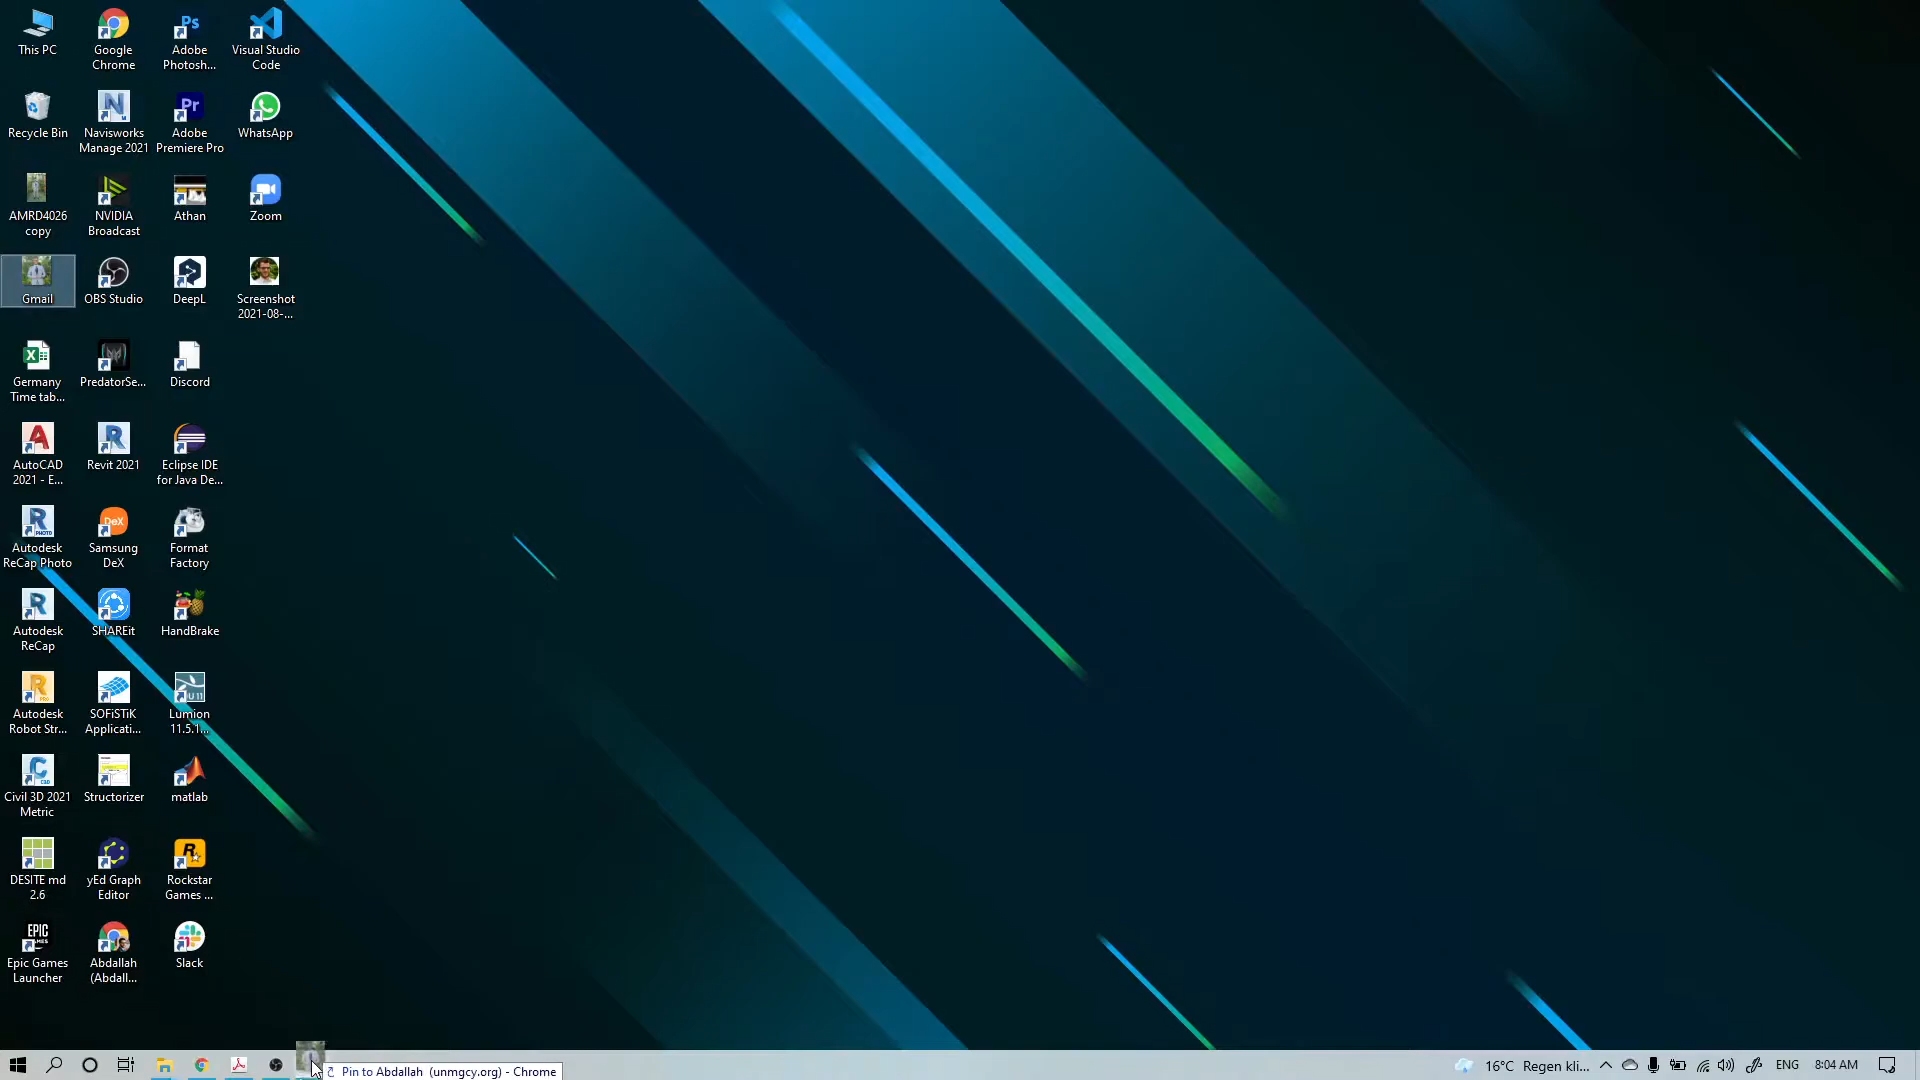 This PC
Google
Chrome
Adobe
Photosh...
Visual Studio
Code
Recycle Bin
Navisworks
Manage 2021
Adobe
Premiere Pro
WhatsApp
AMRD4026
copy
NVIDIA
Broadcast
Athan
Zoom
Gmail
OBS Studio
DeepL
Screenshot
2021-08-...
Germany
Time tab...
PredatorSe...
Discord
AutoCAD
2021 - E...
Revit 2021
Eclipse IDE
for Java De...
Autodesk
ReCap Photo
Samsung
DeX
Format
Factory
Autodesk
ReCap
SHAREit
HandBrake
Autodesk
Robot Str...
SOFiSTiK
Applicati...
Lumion
11.5.1...
Civil 3D 2021
Metric
Structorizer
matlab
DESITE md
2.6
yEd Graph
Editor
Rockstar
Games ...
Epic Games
Launcher
Abdallah
(Abdall...
Slack
Pin to Abdallah (unmgcy.org) - Chrome
16°C Regen kli...
ENG
8:04 AM